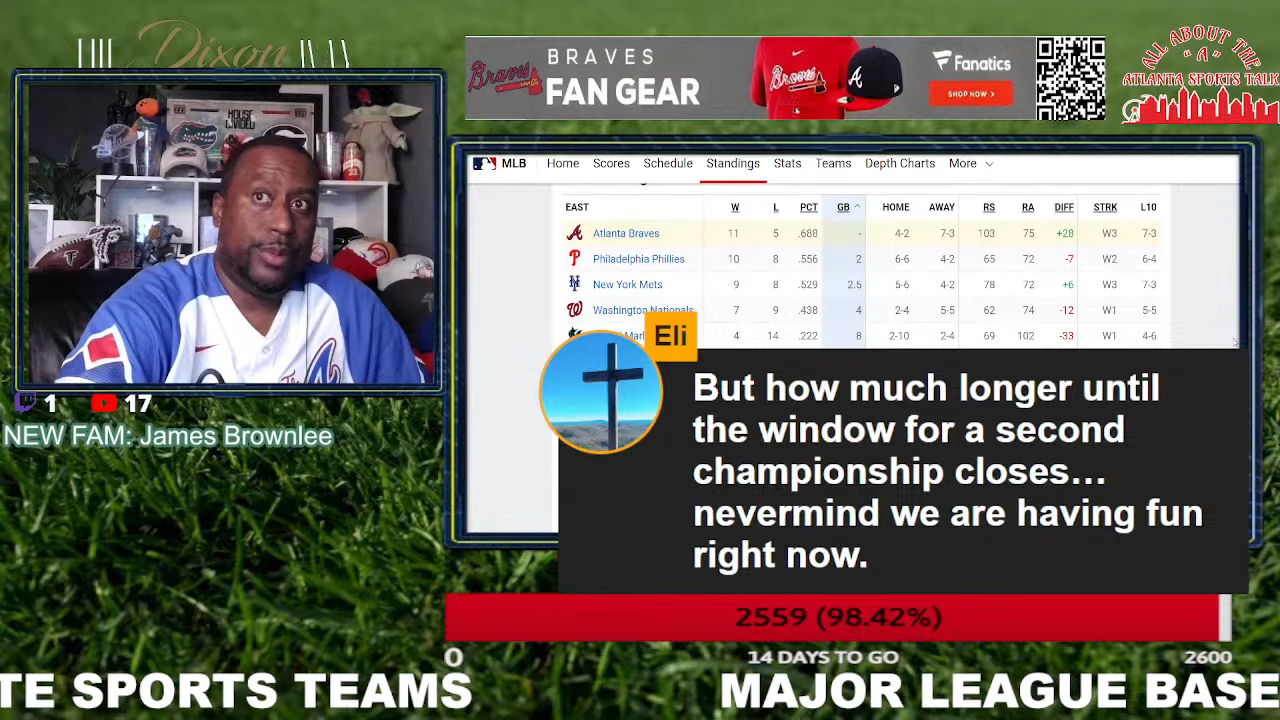 Dixon
BRAVES
Braves
FAN GEAR
Braves
A
Fanatics
SHOP NOW >
ALL ABOUT THE
"A"
ATLANTA SPORTS TALK
HOUSE
DIVIDED
MLB Home Scores Schedule Standings Stats Teams Depth Charts More
EAST W L PCT GB HOME AWAY RS RA DIFF STRK L10
Atlanta Braves 11 5 .688 - 4-2 7-3 103 75 +28 W3 7-3
Philadelphia Phillies 10 8 .556 2 6-6 4-2 65 72 -7 W2 6-4
New York Mets 9 8 .529 2.5 5-6 4-2 78 72 +6 W3 7-3
Washington Nationals 7 9 .438 4 2-4 5-5 62 74 -12 W1 5-5
4 14 .222 8 2-10 2-4 69 102 -33 W1 4-6
Eli
But how much longer until
the window for a second
championship closes…
nevermind we are having fun
right now.
1 17
NEW FAM: James Brownlee
2559 (98.42%)
0 14 DAYS TO GO 2600
TE SPORTS TEAMS MAJOR LEAGUE BASE